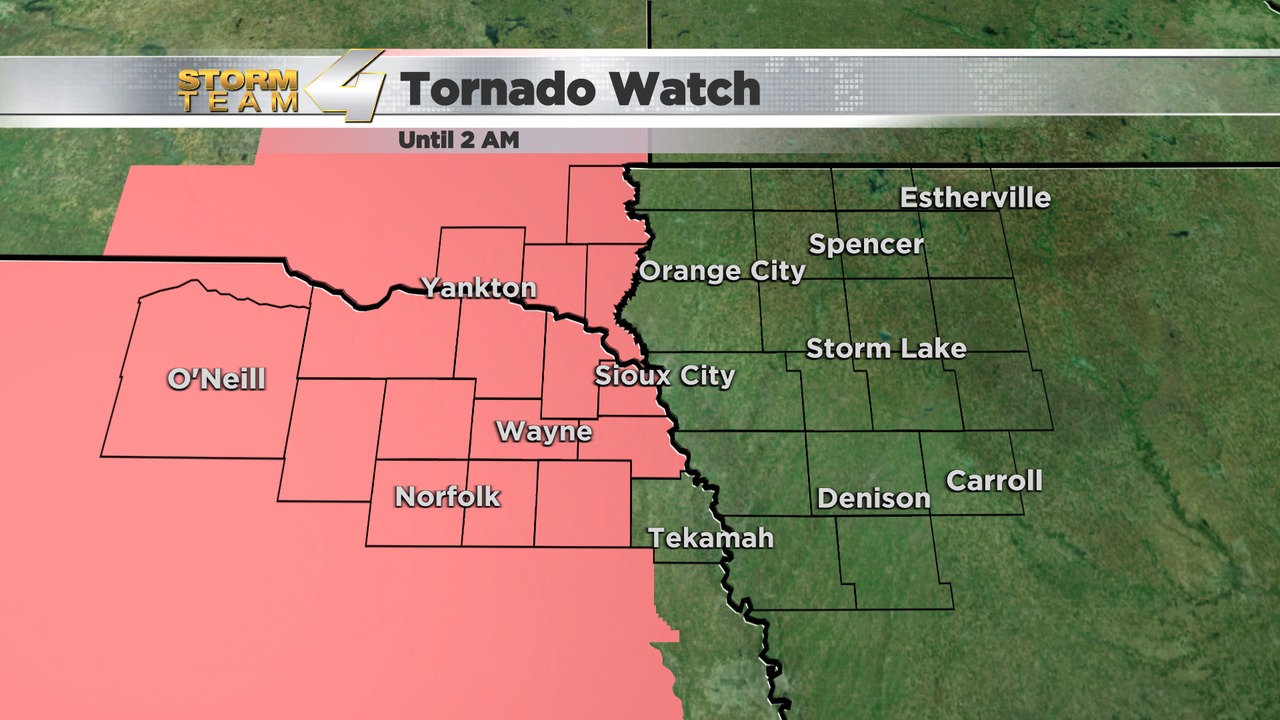 STORM
TEAM
4
Tornado Watch
Until 2 AM
Estherville
Spencer
Orange City
Yankton
Storm Lake
O'Neill
Sioux City
Wayne
Carroll
Norfolk
Denison
Tekamah